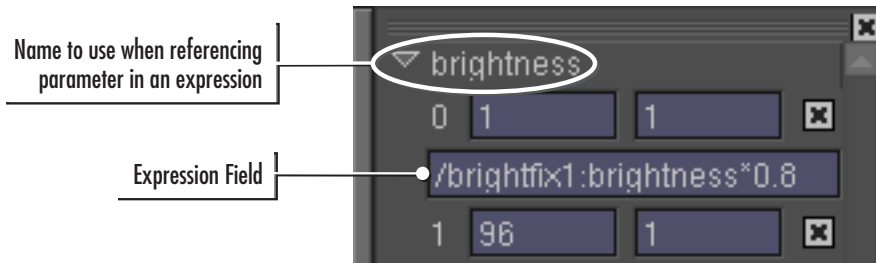 Name to use when referencing
parameter in an expression
brightness
0 1 1
Expression Field
/brightfix1:brightness*0.8
1 96 1